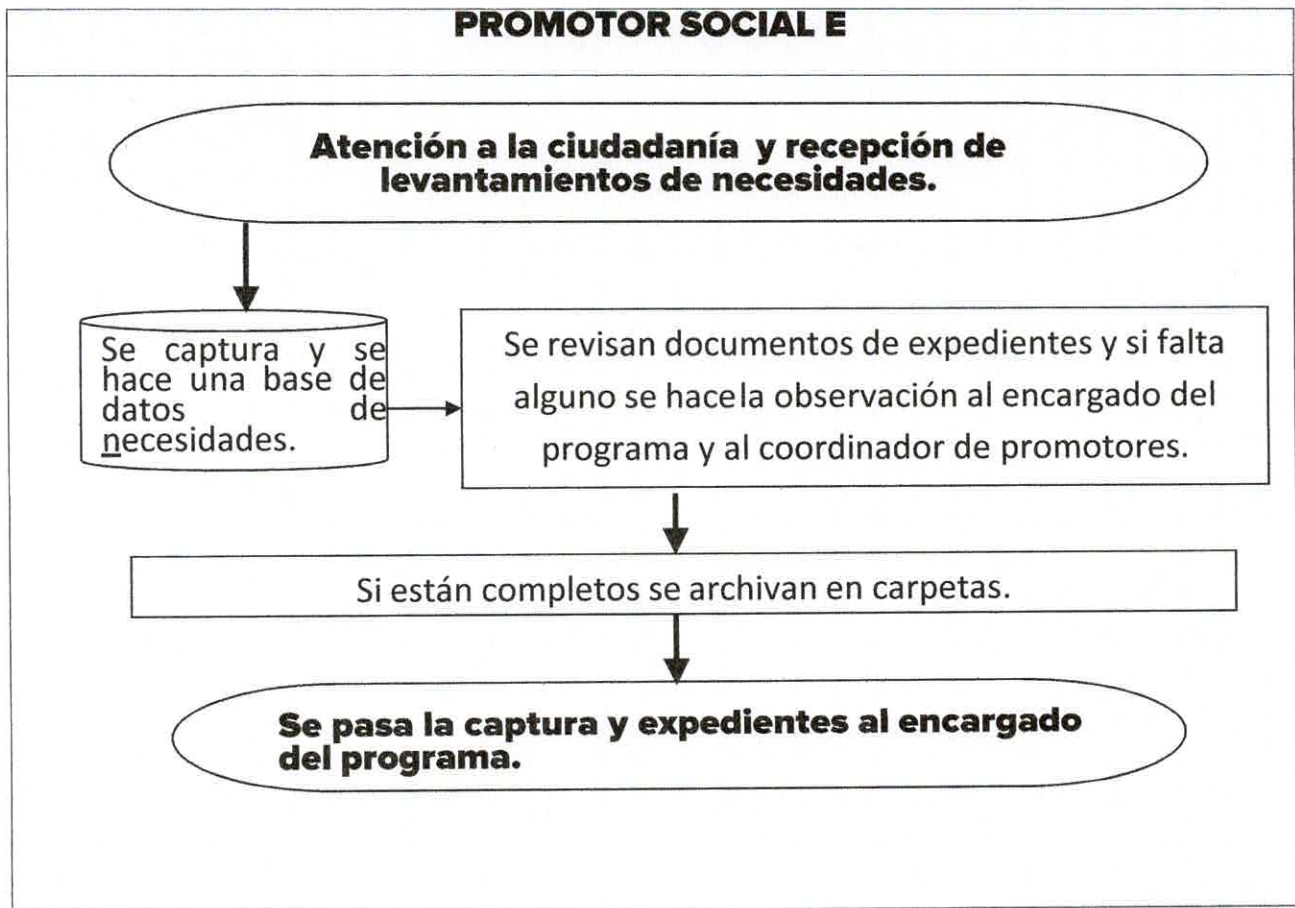 PROMOTOR SOCIAL E
Atención a la ciudadanía y recepción de
levantamientos de necesidades.
Se captura y se
hace una base de
datos de
necesidades.
Se revisan documentos de expedientes y si falta
alguno se hacela observación al encargado del
programa y al coordinador de promotores.
Si están completos se archivan en carpetas.
Se pasa la captura y expedientes al encargado
del programa.